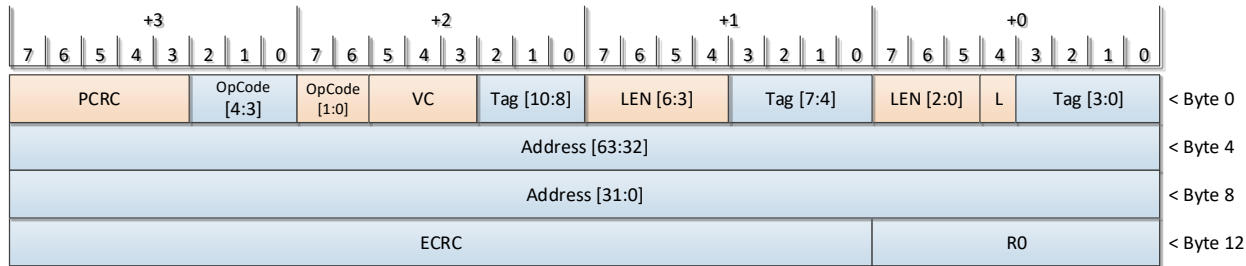 +3 +2 +1 +0
7 6 5 4 3 2 1 0 7 6 5 4 3 2 1 0 7 6 5 4 3 2 1 0 7 6 5 4 3 2 1 0
PCRC OpCode [4:3] OpCode [1:0] VC Tag [10:8] LEN [6:3] Tag [7:4] LEN [2:0] L Tag [3:0] < Byte 0
Address [63:32] < Byte 4
Address [31:0] < Byte 8
ECRC R0 < Byte 12